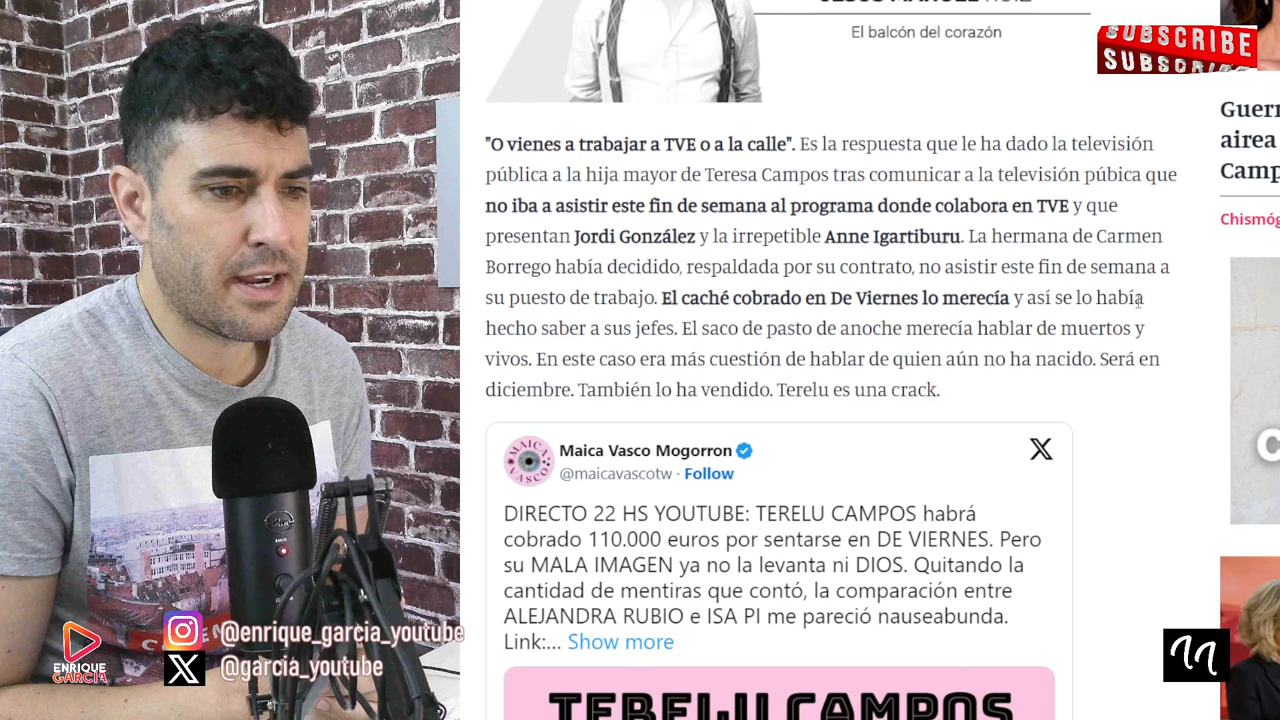 El balcón del corazón
SUBSCRIBE
"O vienes a trabajar a TVE o a la calle". Es la respuesta que le ha dado la televisión
pública a la hija mayor de Teresa Campos tras comunicar a la televisión púbica que
no iba a asistir este fin de semana al programa donde colabora en TVE y que
presentan Jordi González y la irrepetible Anne Igartiburu. La hermana de Carmen
Borrego había decidido, respaldada por su contrato, no asistir este fin de semana a
su puesto de trabajo. El caché cobrado en De Viernes lo merecía y así se lo había
hecho saber a sus jefes. El saco de pasto de anoche merecía hablar de muertos y
vivos. En este caso era más cuestión de hablar de quien aún no ha nacido. Será en
diciembre. También lo ha vendido. Terelu es una crack.
airea
Maica Vasco Mogorron
@maicavascotw · Follow
MAICA VASCO
DIRECTO 22 HS YOUTUBE: TERELU CAMPOS habrá
cobrado 110.000 euros por sentarse en DE VIERNES. Pero
su MALA IMAGEN ya no la levanta ni DIOS. Quitando la
cantidad de mentiras que contó, la comparación entre
ALEJANDRA RUBIO e ISA PI me pareció nauseabunda.
Link:... Show more
TERELU CAMPOS
@enrique_garcia_youtube
@garcia_youtube
ENRIQUE
GARCIA